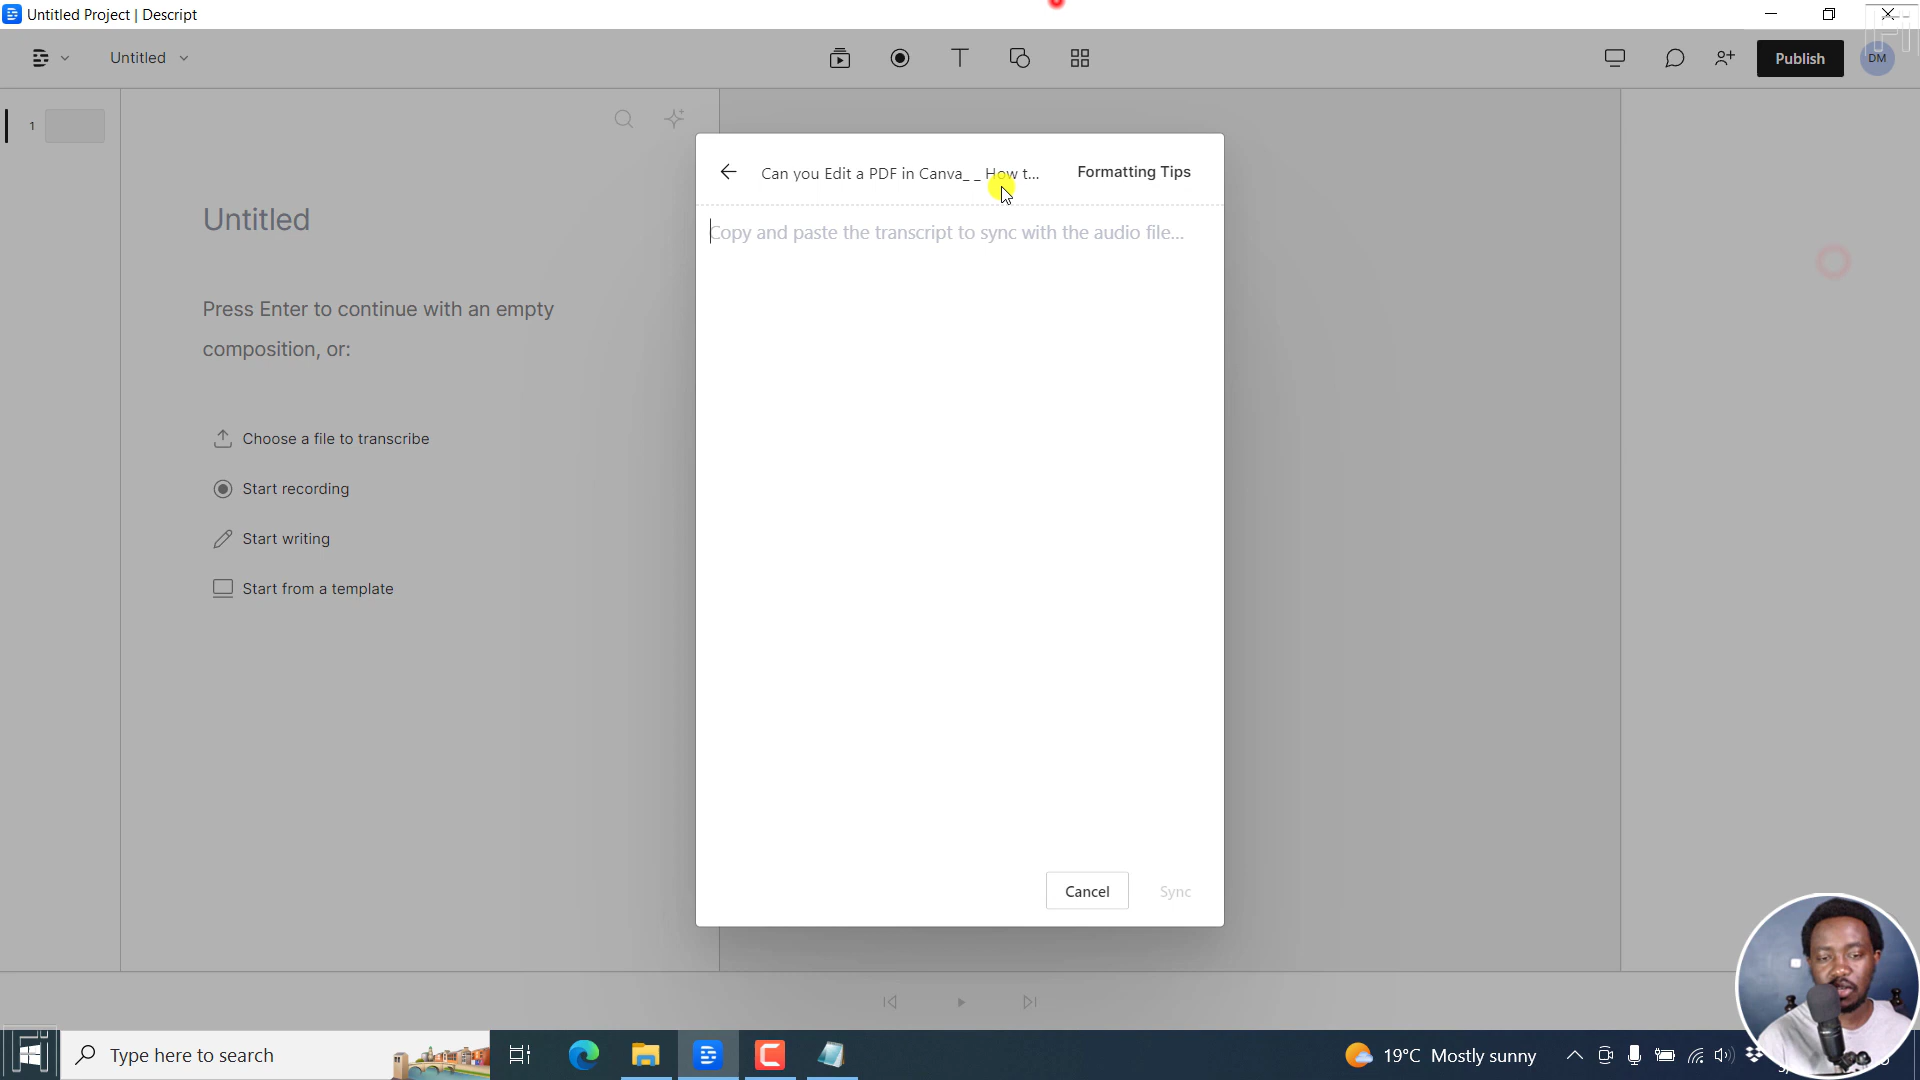 Untitled Project | Descript
Untitled
Publish
DM
1
Untitled
Press Enter to continue with an empty
composition, or:
Choose a file to transcribe
Start recording
Start writing
Start from a template
Can you Edit a PDF in Canva_ _ How t...
Formatting Tips
Copy and paste the transcript to sync with the audio file...
Cancel
Sync
Type here to search
19°C Mostly sunny